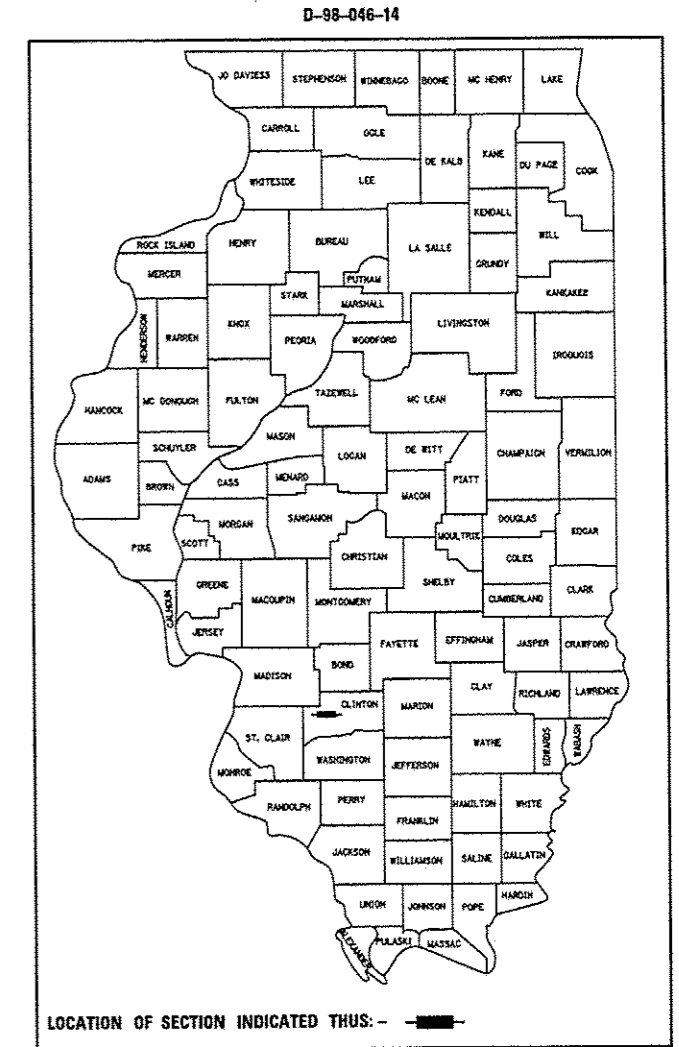 D-98-046-14
JO DAVIESS STEPHENSON WINNEBAGO BOONE MC HENRY LAKE
CARROLL OGLE DE KALB KANE DU PAGE COOK
WHITESIDE LEE
KENDALL
ROCK ISLAND HENRY BUREAU LA SALLE GRUNDY WILL
MERCER PUTNAM
STARK MARSHALL KANKAKEE
HENDERSON WARREN KNOX PEORIA WOODFORD LIVINGSTON IROQUOIS
HANCOCK MC DONOUGH FULTON TAZEWELL MC LEAN FORD
SCHUYLER MASON LOGAN DE WITT CHAMPAIGN VERMILION
ADAMS BROWN CASS MENARD MACON PIATT
PIKE SCOTT MORGAN SANGAMON MOULTRIE DOUGLAS EDGAR
CHRISTIAN COLES
CALHOUN GREENE MACOUPIN MONTGOMERY SHELBY CUMBERLAND CLARK
JERSEY FAYETTE EFFINGHAM JASPER CRAWFORD
MADISON BOND CLAY RICHLAND LAWRENCE
CLINTON MARION
ST. CLAIR WAYNE EDWARDS WABASH
MONROE WASHINGTON JEFFERSON
RANDOLPH PERRY HAMILTON WHITE
FRANKLIN
JACKSON WILLIAMSON SALINE GALLATIN
UNION JOHNSON POPE HARDIN
ALEXANDER PULASKI MASSAC
LOCATION OF SECTION INDICATED THUS: -